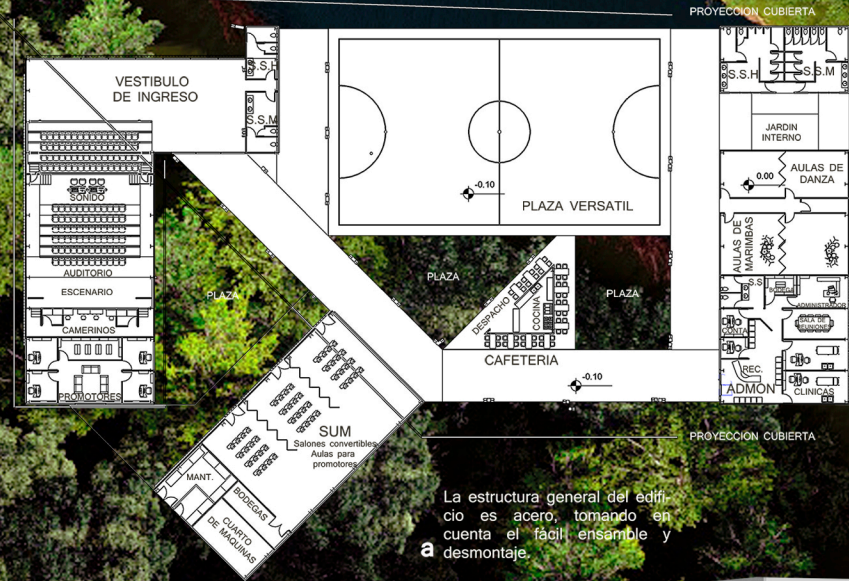 PROYECCION CUBIERTA
VESTIBULO
DE INGRESO
S.S.H
S.S.M
S.S.H
S.S.M
JARDIN
INTERNO
SONIDO
-0.10
PLAZA VERSATIL
0.00
AULAS DE
DANZA
AULAS DE
MARIMBAS
AUDITORIO
ESCENARIO
CAMERINOS
PROMOTORES
PLAZA
PLAZA
PLAZA
DESPACHO
COCINA
CAFETERIA
-0.10
S.S
BODEGA
ADMINISTRADOR
CONTA
SALA DE
REUNIONES
REC.
ADMON
CLINICAS
SUM
Salones convertibles
Aulas para
promotores
MANT.
BODEGAS
CUARTO
DE MAQUINAS
PROYECCION CUBIERTA
La estructura general del edifi-
cio es acero, tomando en
cuenta el fácil ensamble y
a desmontaje.